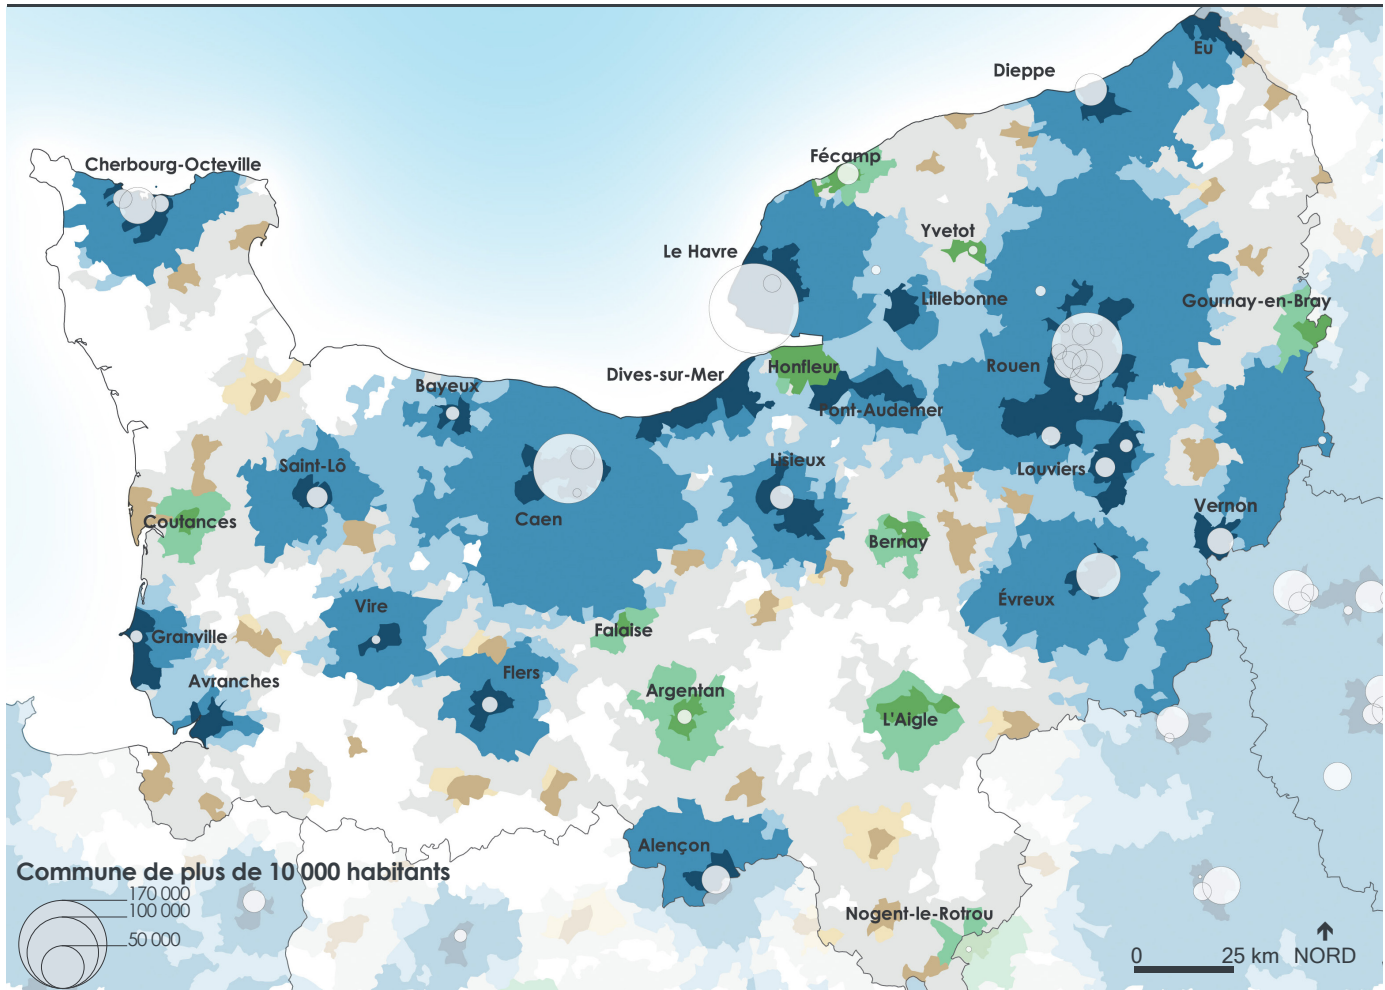 Eu
Dieppe
Fécamp
Cherbourg-Octeville
Yvetot
Le Havre
Lillebonne
Gournay-en-Bray
Rouen
Honfleur
Dives-sur-Mer
Bayeux
Pont-Audemer
Lisieux
Saint-Lô
Louviers
Vernon
Coutances
Caen
Bernay
Évreux
Vire
Falaise
Granville
Flers
Avranches
Argentan
L'Aigle
Alençon
Commune de plus de 10 000 habitants
170 000
100 000
50 000
Nogent-le-Rotrou
0 25 km NORD